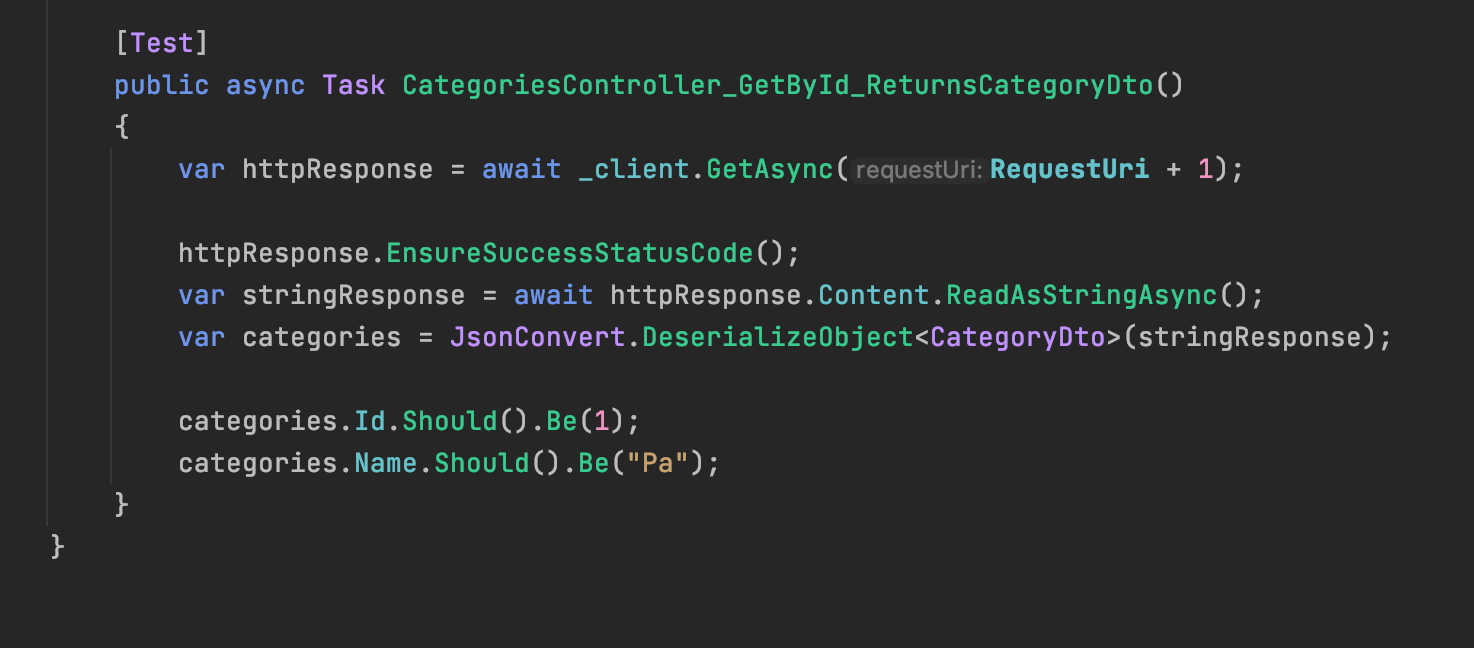 [Test]
public async Task CategoriesController_GetById_ReturnsCategoryDto()
{
var httpResponse = await _client.GetAsync( requestUri: RequestUri + 1);
httpResponse.EnsureSuccessStatusCode();
var stringResponse = await httpResponse.Content.ReadAsStringAsync();
var categories = JsonConvert.DeserializeObject<CategoryDto>(stringResponse);
categories.Id.Should().Be(1);
categories.Name.Should().Be("Pa");
}
}